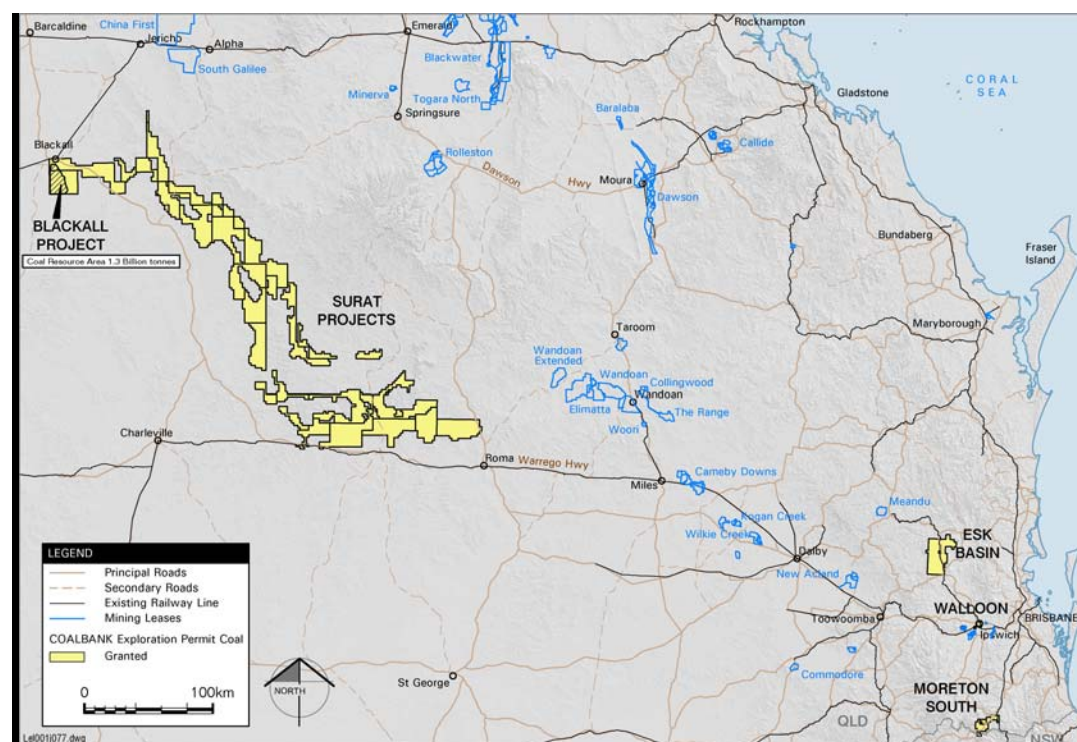 Barcaldine
China First
Jericho
Alpha
South Galilee
Emerald
Blackwater
Minerva
Togara North
Springsure
Rockhampton
CORAL
SEA
Gladstone
Baralaba
Callide
Blackall
Rolleston
Dawson
Hwy
Moura
Dawson
BLACKALL
PROJECT
Coal Resource Area 1.3 Billion tonnes
Bundaberg
Fraser
Island
SURAT
PROJECTS
Maryborough
Taroom
Wandoan
Extended
Wandoan
Collingwood
Wandoan
Elimatta
The Range
Woori
Charleville
Roma
Warrego Hwy
Miles
Cameby Downs
Meandu
Kogan Creek
Wilkie Creek
ESK
BASIN
Dalby
New Acland
WALLOON
Toowoomba
BRISBANE
Ipswich
Commodore
St George
MORETON
SOUTH
QLD
NSW
LEGEND
Principal Roads
Secondary Roads
Existing Railway Line
Mining Leases
COALBANK Exploration Permit Coal
Granted
0 100km
NORTH
Lel001j077.dwg